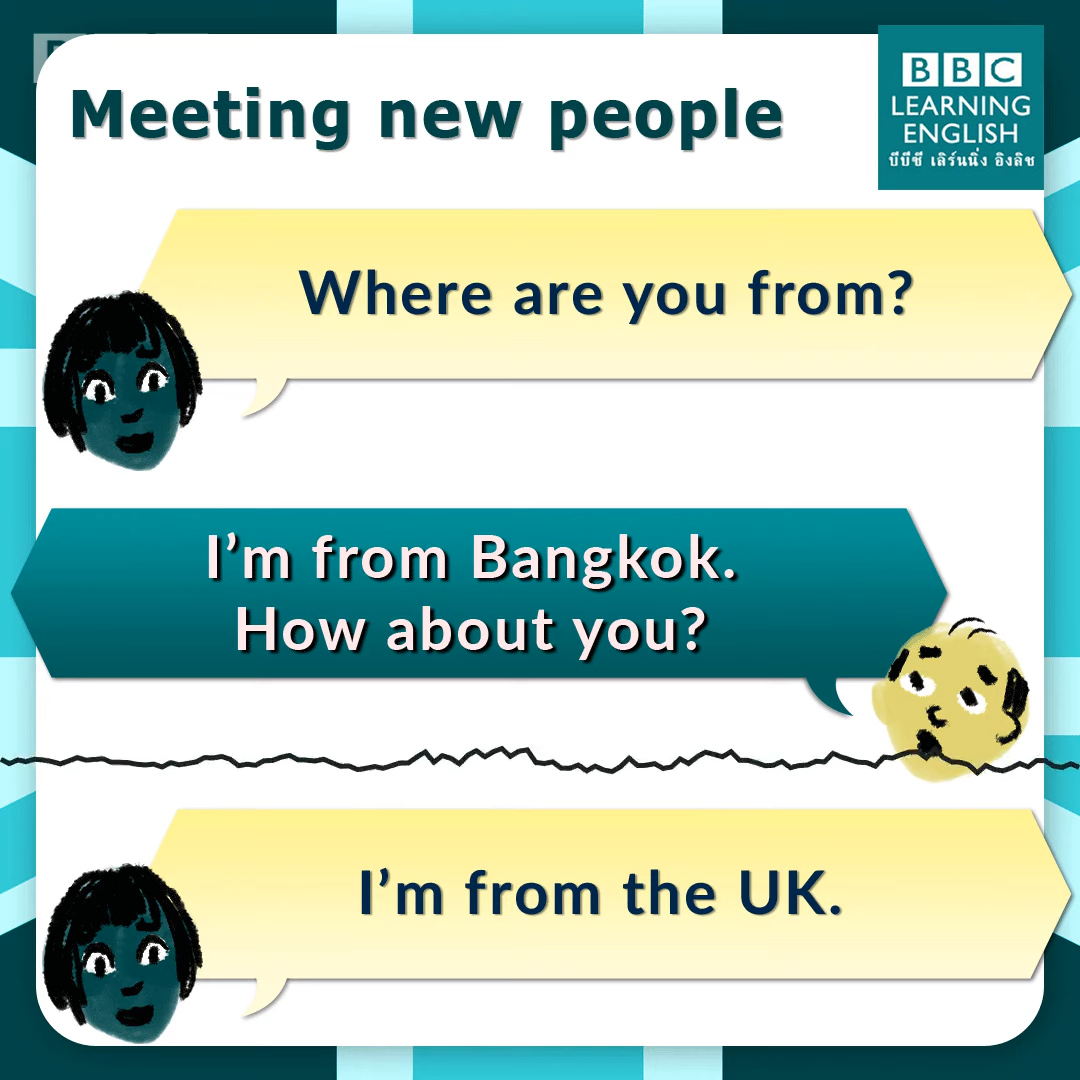 Meeting new people
BBC
LEARNING
ENGLISH
บีบีซี เลิร์นนิ่ง อิงลิช
Where are you from?
I’m from Bangkok.
How about you?
I’m from the UK.